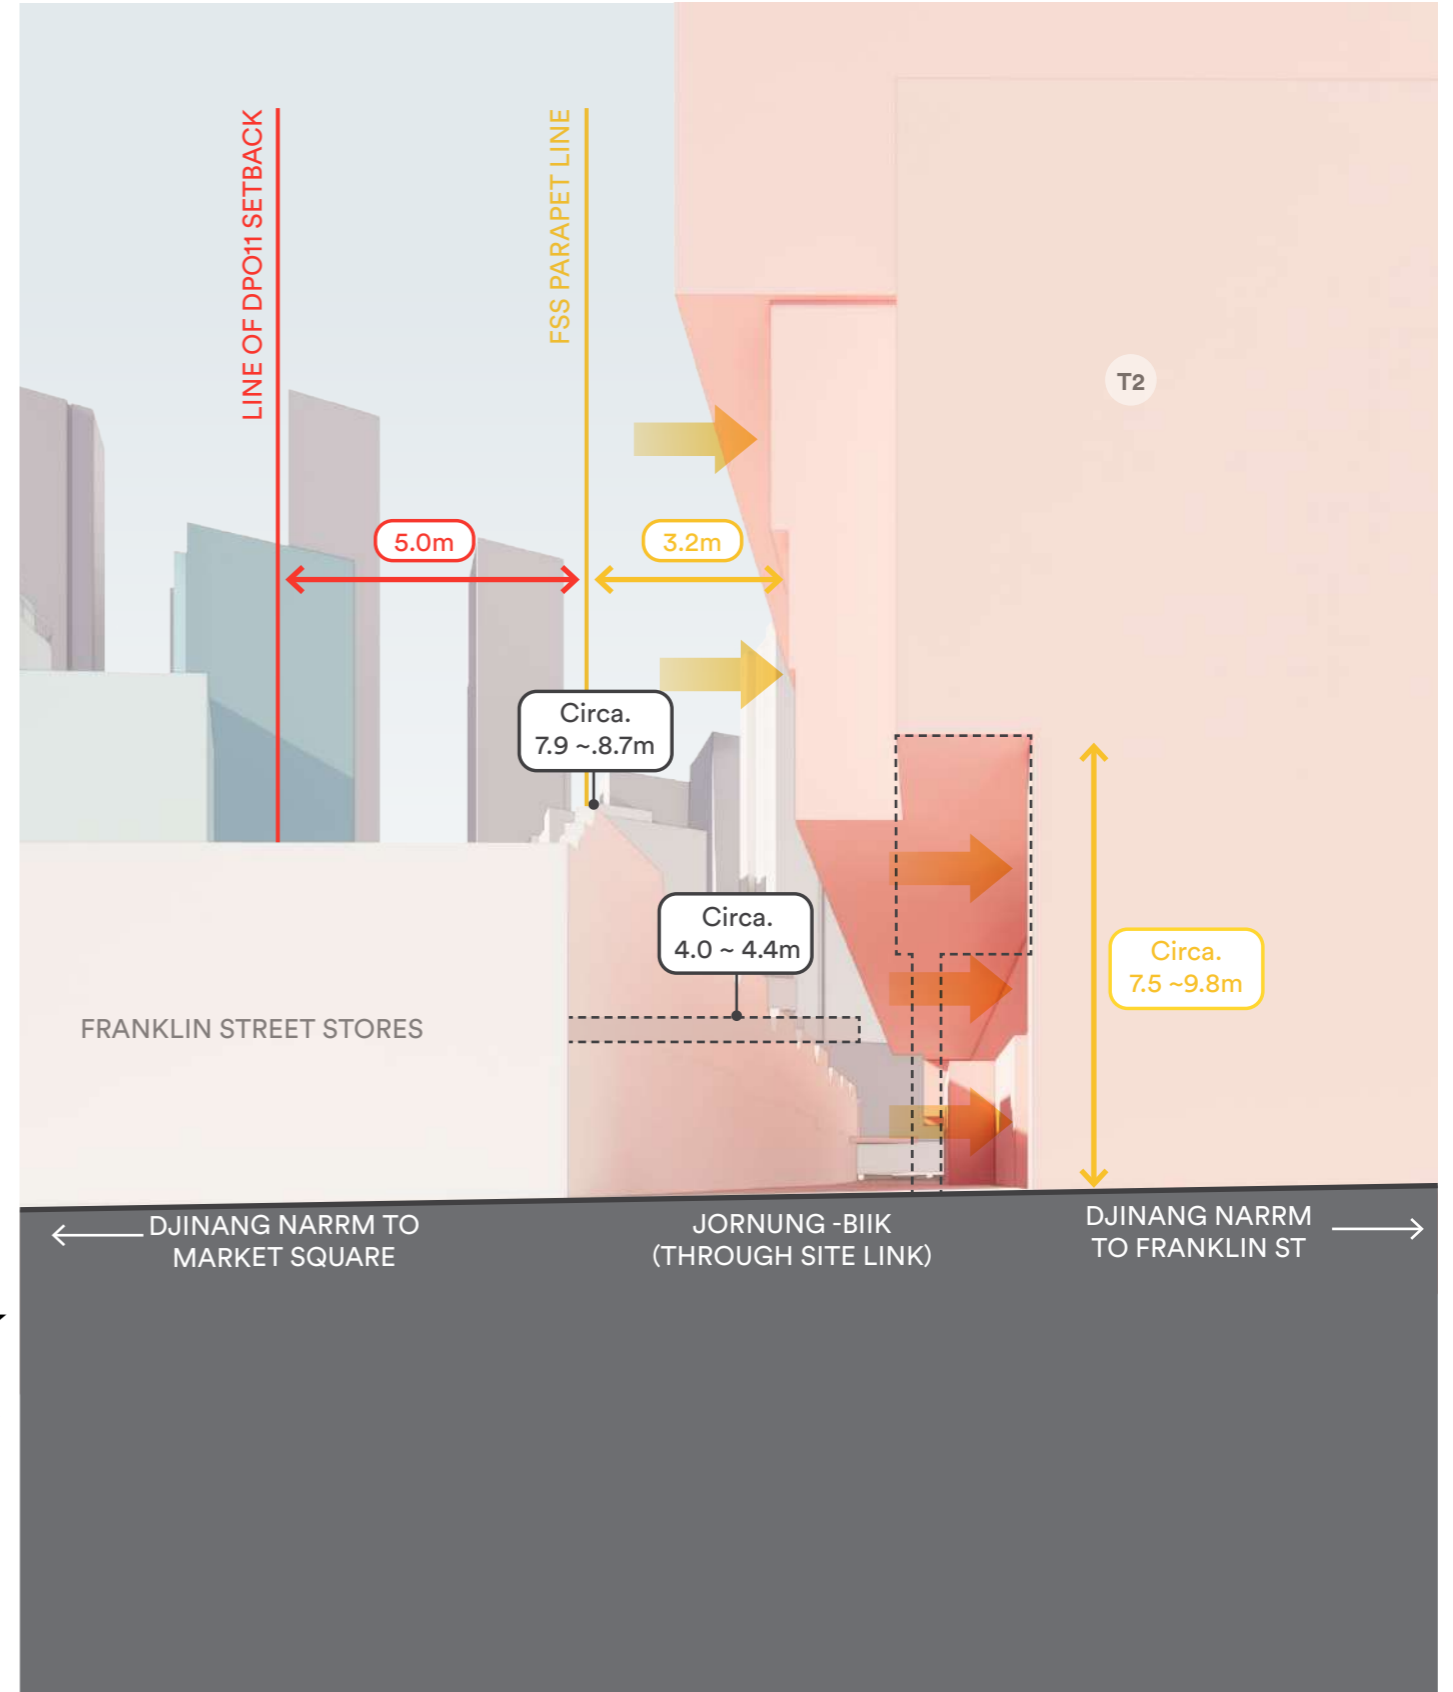 LINE OF DPO11 SETBACK
FSS PARAPET LINE
T2
5.0m
3.2m
Circa.
7.9 ~.8.7m
Circa.
4.0 ~ 4.4m
Circa.
7.5 ~9.8m
FRANKLIN STREET STORES
DJINANG NARRM TO
MARKET SQUARE
JORNUNG -BIIK
(THROUGH SITE LINK)
DJINANG NARRM
TO FRANKLIN ST